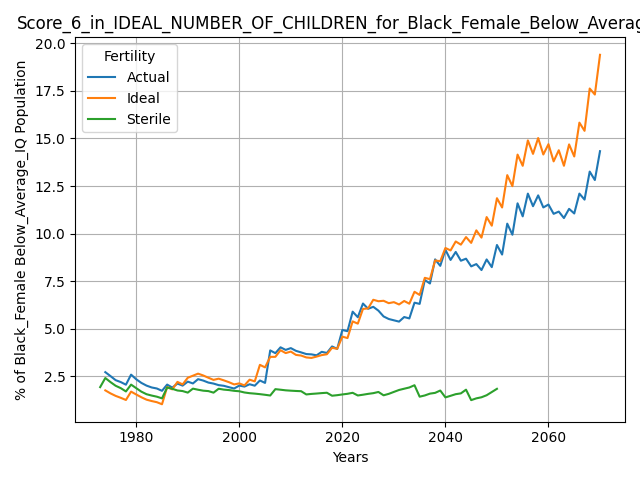 Score_6_in_IDEAL_NUMBER_OF_CHILDREN_for_Black_Female_Below_Averag
% of Black_Female Below_Average_IQ Population
20.0
17.5
15.0
12.5
10.0
7.5
5.0
2.5
Fertility
Actual
Ideal
Sterile
1980
2000
2020
2040
2060
Years